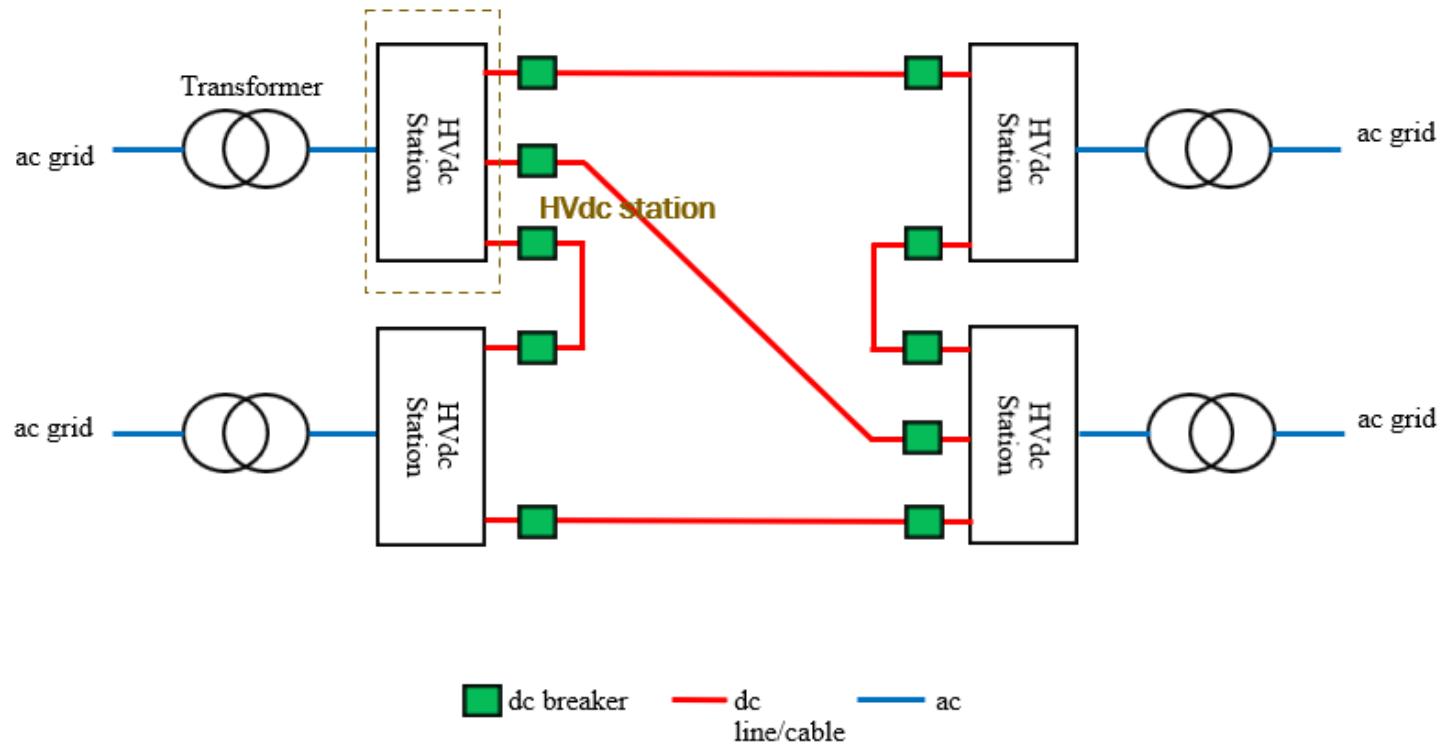 Transformer
ac grid
HVdc
Station
HVdc
Station
ac grid
HVdc station
ac grid
HVdc
Station
HVdc
Station
ac grid
dc breaker
dc
line/cable
ac